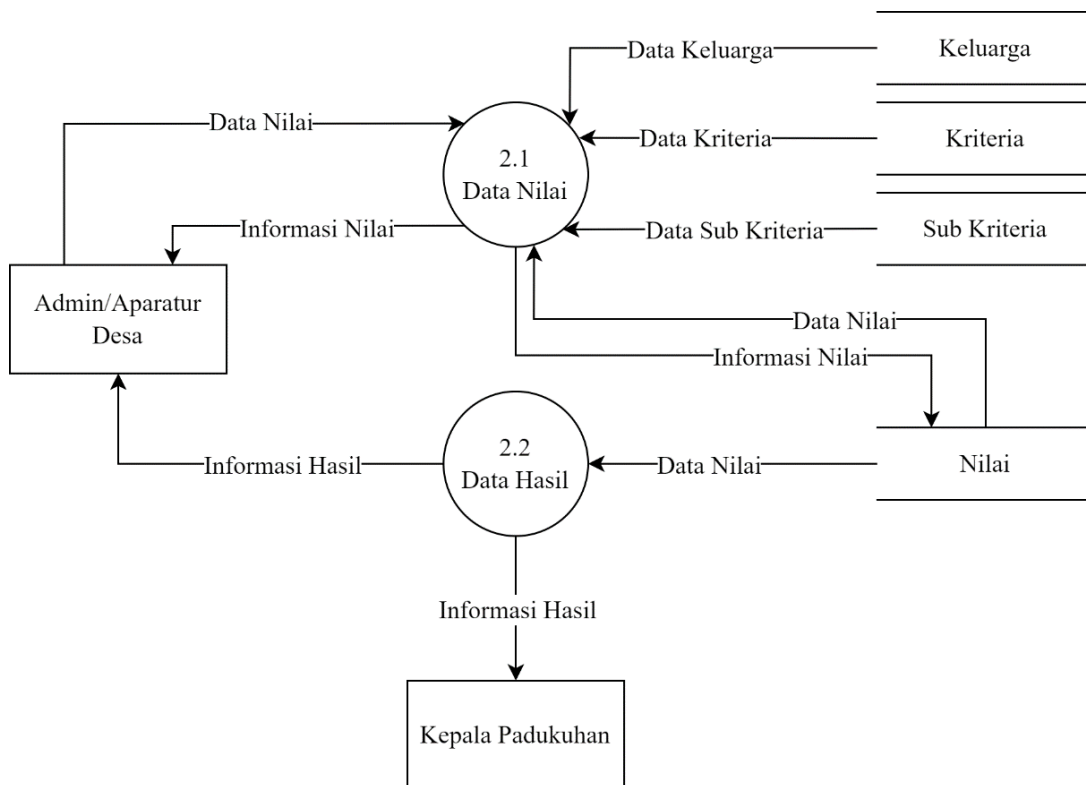 Keluarga
Data Keluarga
Data Nilai
Data Kriteria
Kriteria
2.1
Data Nilai
Informasi Nilai
Data Sub Kriteria
Sub Kriteria
Admin/Aparatur
Desa
Data Nilai
Informasi Nilai
2.2
Data Hasil
Informasi Hasil
Data Nilai
Nilai
Informasi Hasil
Kepala Padukuhan